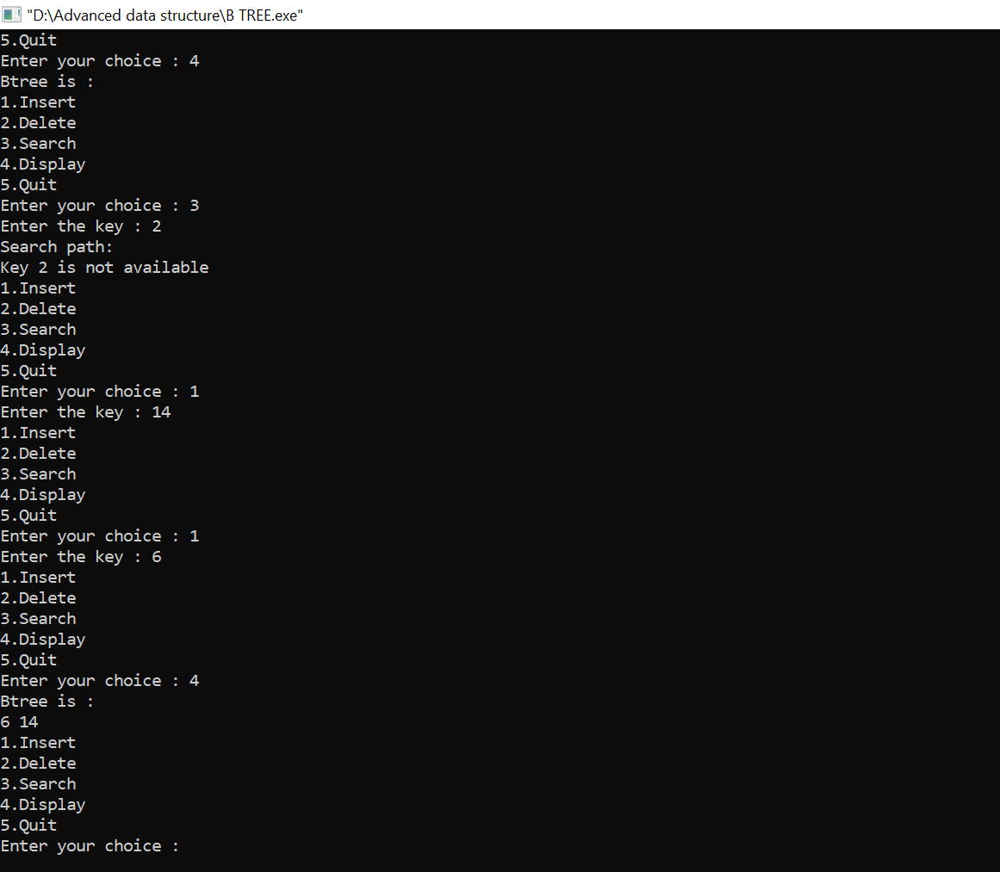 "D:\Advanced data structure\B TREE.exe"
5.Quit
Enter your choice : 4
Btree is :
1.Insert
2.Delete
3.Search
4.Display
5.Quit
Enter your choice : 3
Enter the key : 2
Search path:
Key 2 is not available
1.Insert
2.Delete
3.Search
4.Display
5.Quit
Enter your choice : 1
Enter the key : 14
1.Insert
2.Delete
3.Search
4.Display
5.Quit
Enter your choice : 1
Enter the key : 6
1.Insert
2.Delete
3.Search
4.Display
5.Quit
Enter your choice : 4
Btree is :
6 14
1.Insert
2.Delete
3.Search
4.Display
5.Quit
Enter your choice :